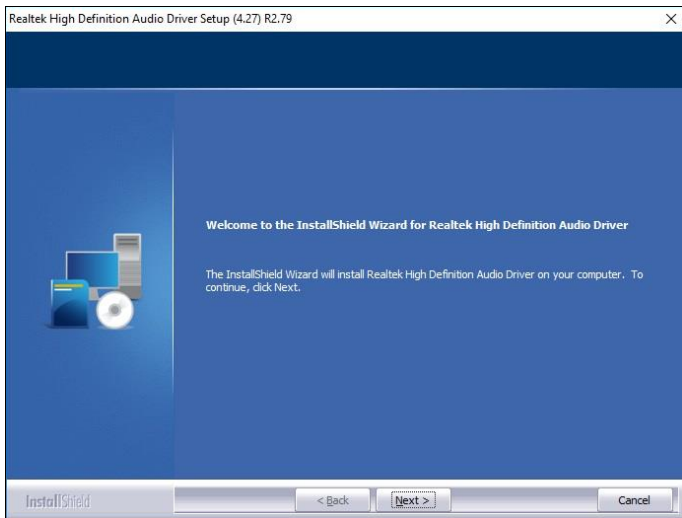 Realtek High Definition Audio Driver Setup (4.27) R2.79
Welcome to the InstallShield Wizard for Realtek High Definition Audio Driver
The InstallShield Wizard will install Realtek High Definition Audio Driver on your computer. To
continue, click Next.
InstallShield
< Back
Next >
Cancel